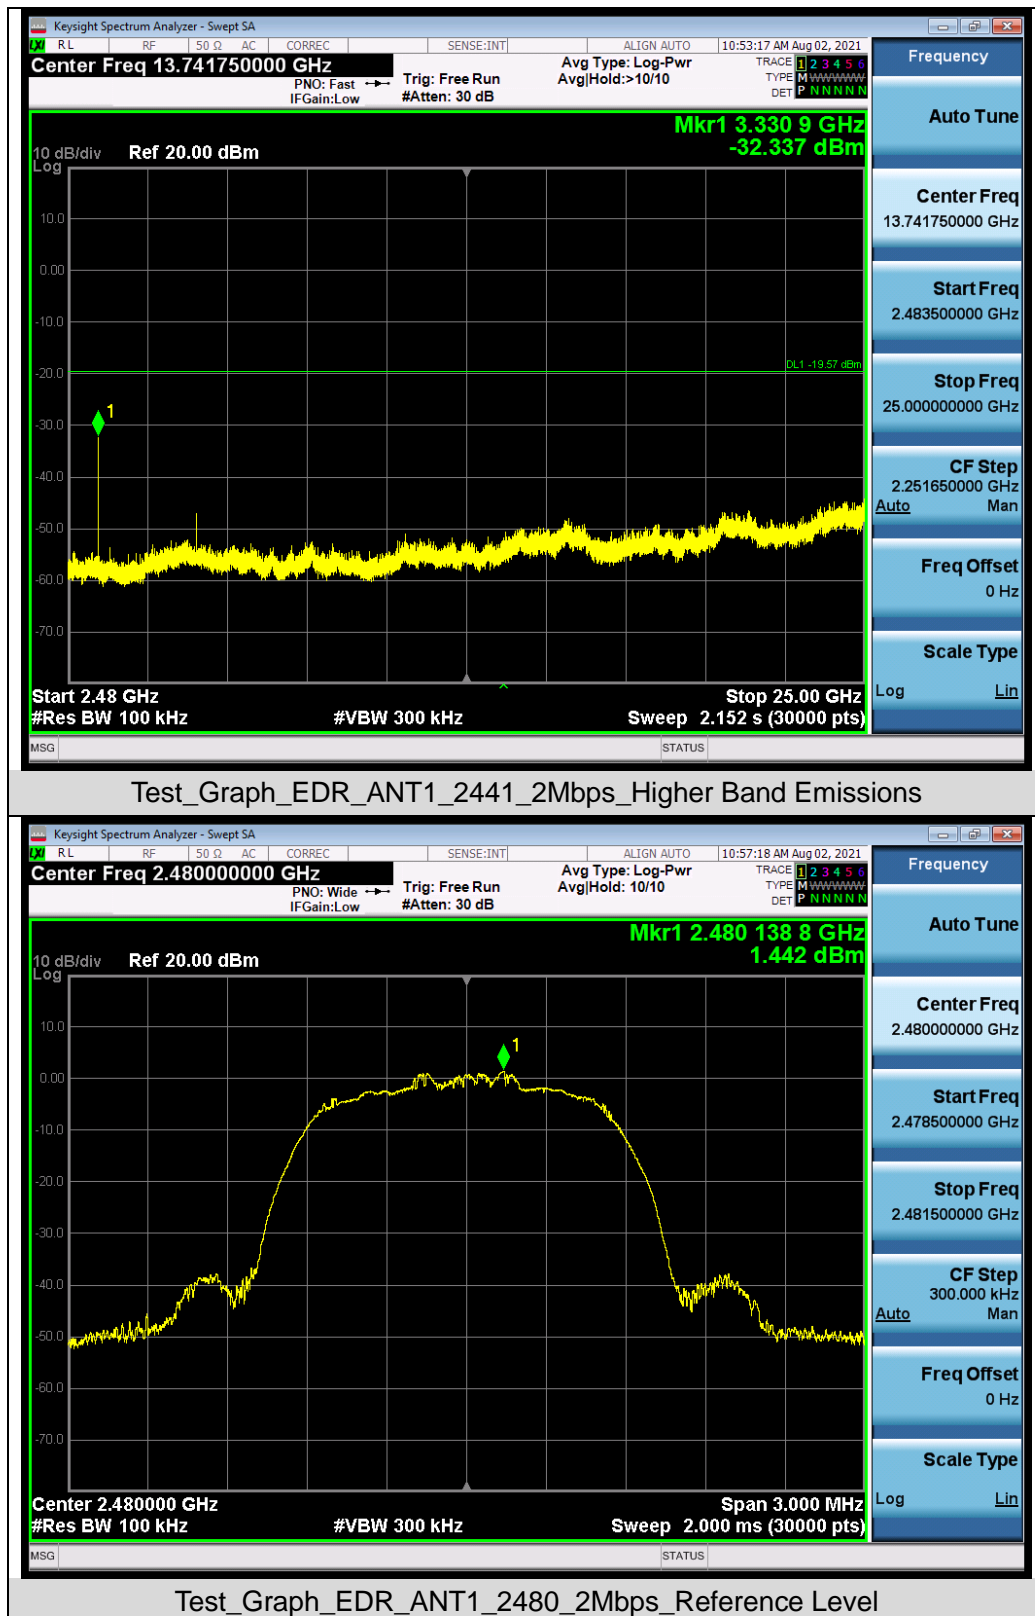 Keysight Spectrum Analyzer - Swept SA
LXI RL RF 50 Ω AC CORREC SENSE:INT ALIGN AUTO 10:53:17 AM Aug 02, 2021
Center Freq 13.741750000 GHz
PNO: Fast
IFGain:Low
Trig: Free Run
#Atten: 30 dB
Avg Type: Log-Pwr
Avg|Hold:>10/10
TRACE 1 2 3 4 5 6
TYPE M WWWWW
DET P N N N N N
Mkr1 3.330 9 GHz
-32.337 dBm
10 dB/div Ref 20.00 dBm
Log
10.0
0.00
-10.0
-20.0
-30.0
-40.0
-50.0
-60.0
-70.0
DL1 -19.57 dBm
1
Start 2.48 GHz Stop 25.00 GHz
#Res BW 100 kHz #VBW 300 kHz Sweep 2.152 s (30000 pts)
MSG STATUS
Frequency
Auto Tune
Center Freq
13.741750000 GHz
Start Freq
2.483500000 GHz
Stop Freq
25.000000000 GHz
CF Step
2.251650000 GHz
Auto Man
Freq Offset
0 Hz
Scale Type
Log Lin
Test_Graph_EDR_ANT1_2441_2Mbps_Higher Band Emissions
Keysight Spectrum Analyzer - Swept SA
LXI RL RF 50 Ω AC CORREC SENSE:INT ALIGN AUTO 10:57:18 AM Aug 02, 2021
Center Freq 2.480000000 GHz
PNO: Wide
IFGain:Low
Trig: Free Run
#Atten: 30 dB
Avg Type: Log-Pwr
Avg|Hold: 10/10
TRACE 1 2 3 4 5 6
TYPE M WWWWW
DET P N N N N N
Mkr1 2.480 138 8 GHz
1.442 dBm
10 dB/div Ref 20.00 dBm
Log
10.0
0.00
-10.0
-20.0
-30.0
-40.0
-50.0
-60.0
-70.0
1
Center 2.480000 GHz Span 3.000 MHz
#Res BW 100 kHz #VBW 300 kHz Sweep 2.000 ms (30000 pts)
MSG STATUS
Frequency
Auto Tune
Center Freq
2.480000000 GHz
Start Freq
2.478500000 GHz
Stop Freq
2.481500000 GHz
CF Step
300.000 kHz
Auto Man
Freq Offset
0 Hz
Scale Type
Log Lin
Test_Graph_EDR_ANT1_2480_2Mbps_Reference Level